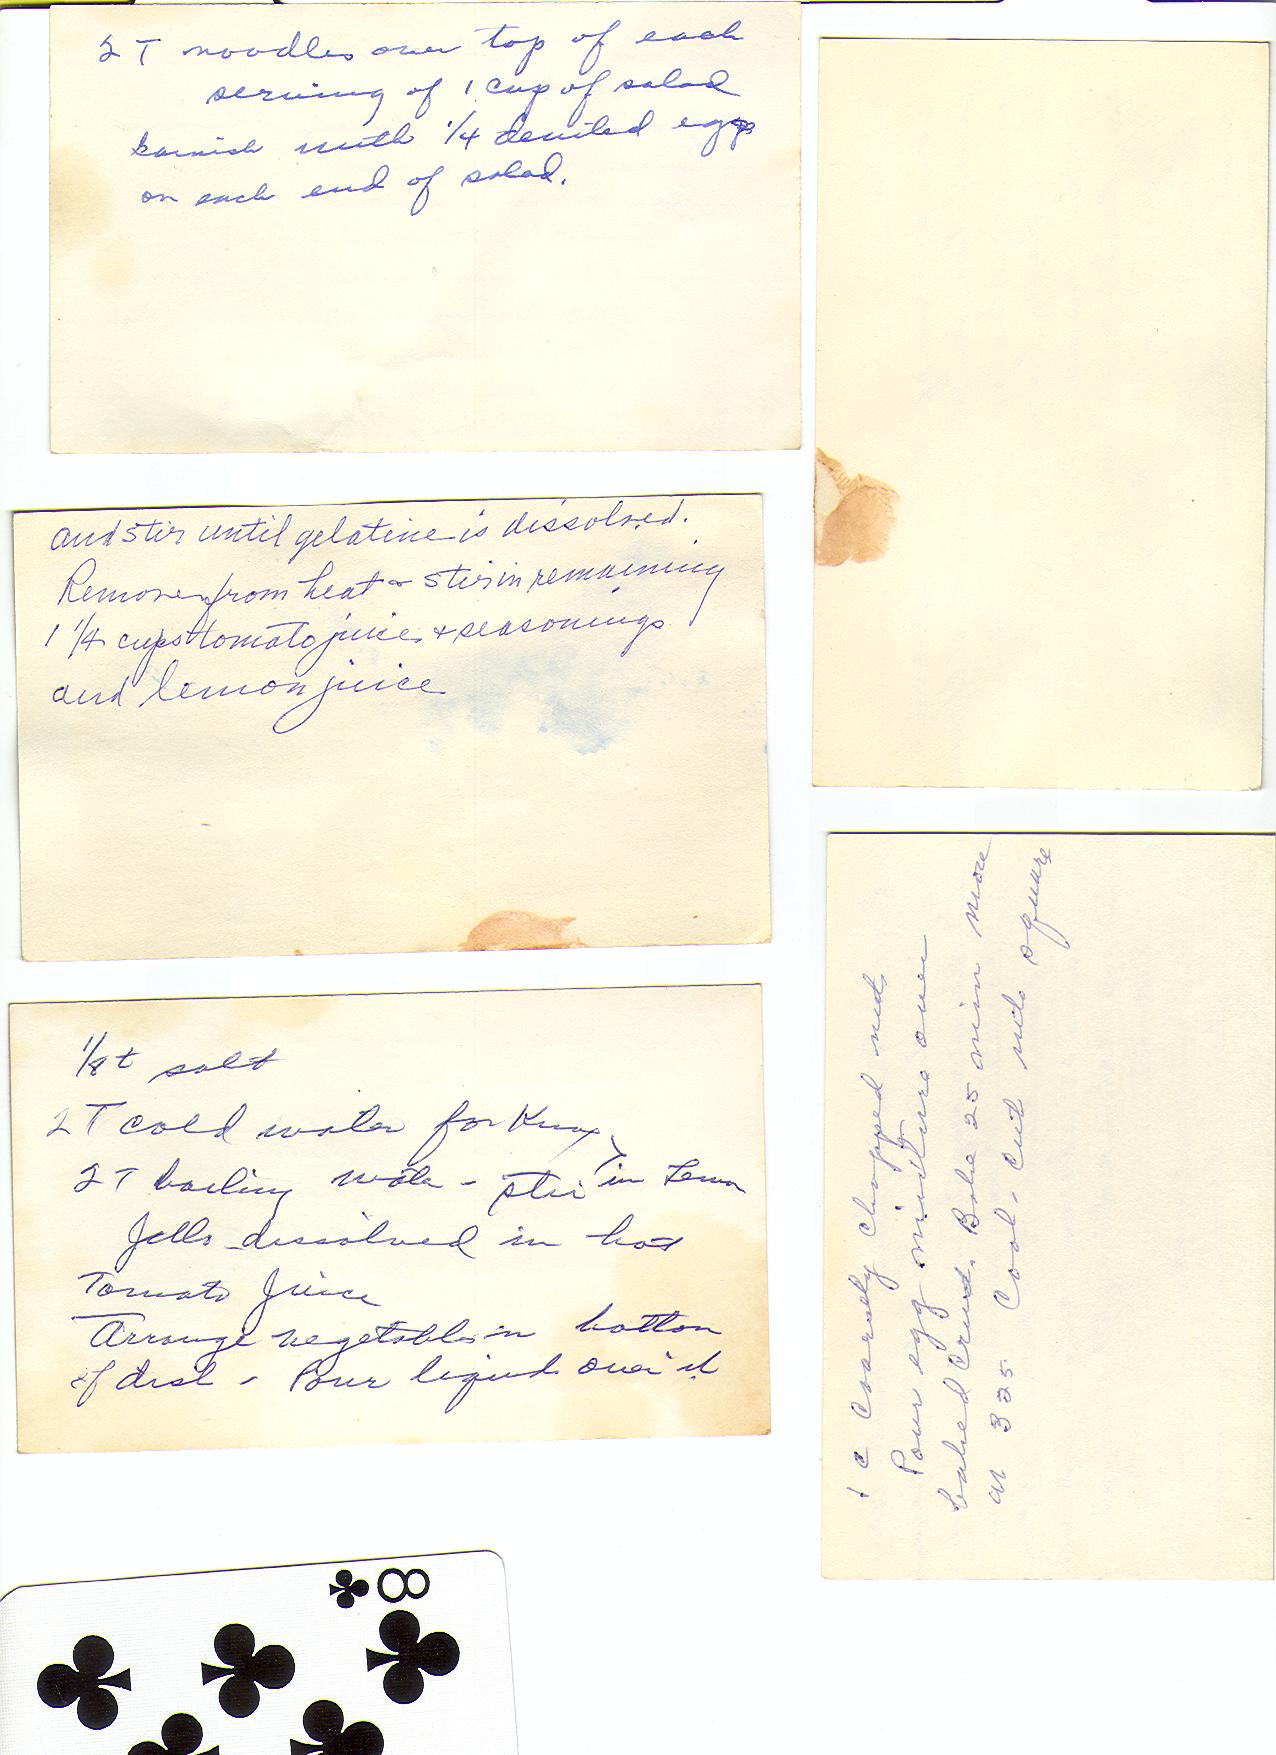 2 T noodles over top of each
serving of 1 cup of salad
Garnish with 1/4 deviled egg
on each end of salad.
and stir until gelatine is dissolved.
Remove from heat & stir in remaining
1 1/4 cups tomato juice & seasonings
and lemon juice
1/8 t salt
2 T cold water for Knox
2 T boiling water - stir in Lemon
Jello dissolved in hot
Tomato Juice
Arrange vegetables in bottom
of dish - Pour liquid over it
1 c coarsely chopped nuts
Pour egg mixture over
baked crust. Bake 25 min more
at 325 Cool. Cut into square
8